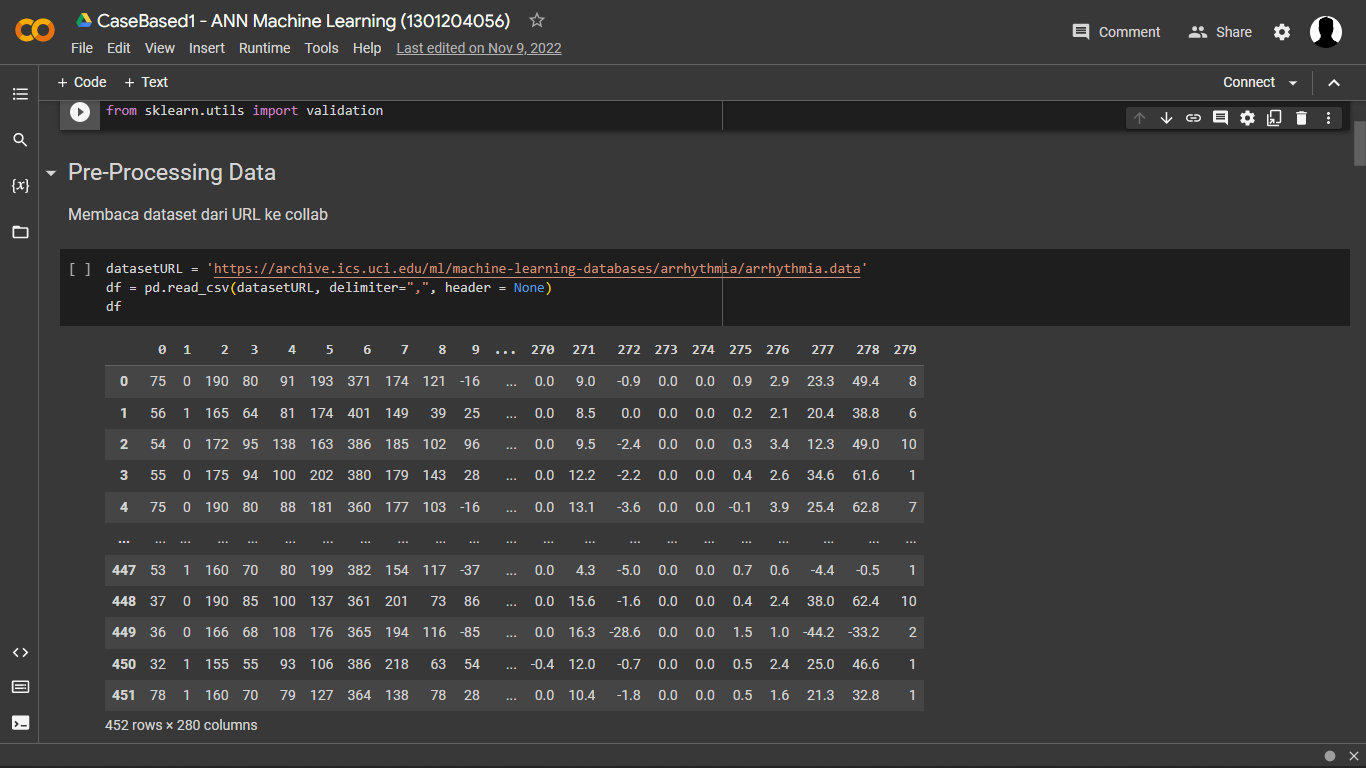 CaseBased1 - ANN Machine Learning (1301204056)
File Edit View Insert Runtime Tools Help Last edited on Nov 9, 2022
Comment Share
+ Code + Text
Connect
from sklearn.utils import validation
{x}
Pre-Processing Data
Membaca dataset dari URL ke collab
[ ] datasetURL = 'https://archive.ics.uci.edu/ml/machine-learning-databases/arrhythmia/arrhythmia.data'
df = pd.read_csv(datasetURL, delimiter=",", header = None)
df
0 1 2 3 4 5 6 7 8 9 ... 270 271 272 273 274 275 276 277 278 279
0 75 0 190 80 91 193 371 174 121 -16 ... 0.0 9.0 -0.9 0.0 0.0 0.9 2.9 23.3 49.4 8
1 56 1 165 64 81 174 401 149 39 25 ... 0.0 8.5 0.0 0.0 0.0 0.2 2.1 20.4 38.8 6
2 54 0 172 95 138 163 386 185 102 96 ... 0.0 9.5 -2.4 0.0 0.0 0.3 3.4 12.3 49.0 10
3 55 0 175 94 100 202 380 179 143 28 ... 0.0 12.2 -2.2 0.0 0.0 0.4 2.6 34.6 61.6 1
4 75 0 190 80 88 181 360 177 103 -16 ... 0.0 13.1 -3.6 0.0 0.0 -0.1 3.9 25.4 62.8 7
... ... ... ... ... ... ... ... ... ... ... ... ... ... ... ... ... ... ... ... ... ...
447 53 1 160 70 80 199 382 154 117 -37 ... 0.0 4.3 -5.0 0.0 0.0 0.7 0.6 -4.4 -0.5 1
448 37 0 190 85 100 137 361 201 73 86 ... 0.0 15.6 -1.6 0.0 0.0 0.4 2.4 38.0 62.4 10
449 36 0 166 68 108 176 365 194 116 -85 ... 0.0 16.3 -28.6 0.0 0.0 1.5 1.0 -44.2 -33.2 2
450 32 1 155 55 93 106 386 218 63 54 ... -0.4 12.0 -0.7 0.0 0.0 0.5 2.4 25.0 46.6 1
451 78 1 160 70 79 127 364 138 78 28 ... 0.0 10.4 -1.8 0.0 0.0 0.5 1.6 21.3 32.8 1
452 rows × 280 columns